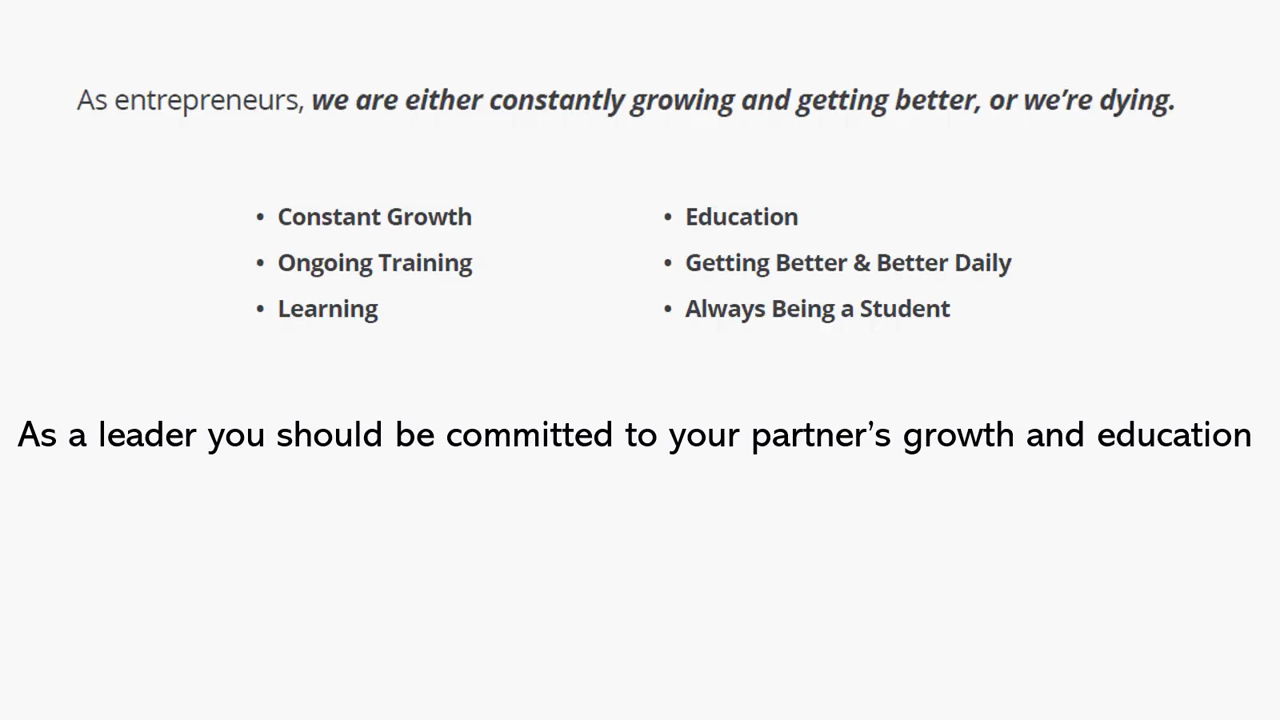 As entrepreneurs, we are either constantly growing and getting better, or we’re dying.
• Constant Growth
• Ongoing Training
• Learning
• Education
• Getting Better & Better Daily
• Always Being a Student
As a leader you should be committed to your partner’s growth and education